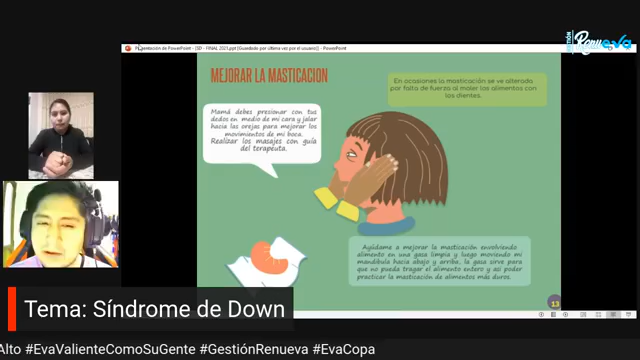 GESTIÓN
Renueva
Presentación de PowerPoint - [SD - FINAL 2021.ppt [Guardado por última vez por el usuario] - PowerPoint
MEJORAR LA MASTICACION
En ocasiones la masticación se ve alterada
por falta de fuerza al moler los alimentos con
los dientes.
Mamá debes presionar con tus
dedos en medio de mi cara y jalar
hacia las orejas para mejorar los
movimientos de mi boca.
Realizar los masajes con guía
del terapeuta.
Ayúdame a mejorar la masticación envolviendo
alimento en una gasa limpia y luego moviendo mi
mandíbula hacia abajo y arriba, la gasa sirve para
que no pueda tragar el alimento entero y así poder
practicar la masticación de alimentos más duros.
13
Tema: Síndrome de Down
Alto #EvaValienteComoSuGente #GestiónRenueva #EvaCopa